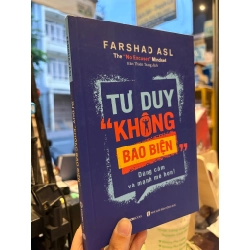 FARSHAD ASL
The "No Excuses" Mindset
TƯ DUY
"KHÔNG
BAO BIỆN"
Dũng cảm
và mạnh mẽ hơn!